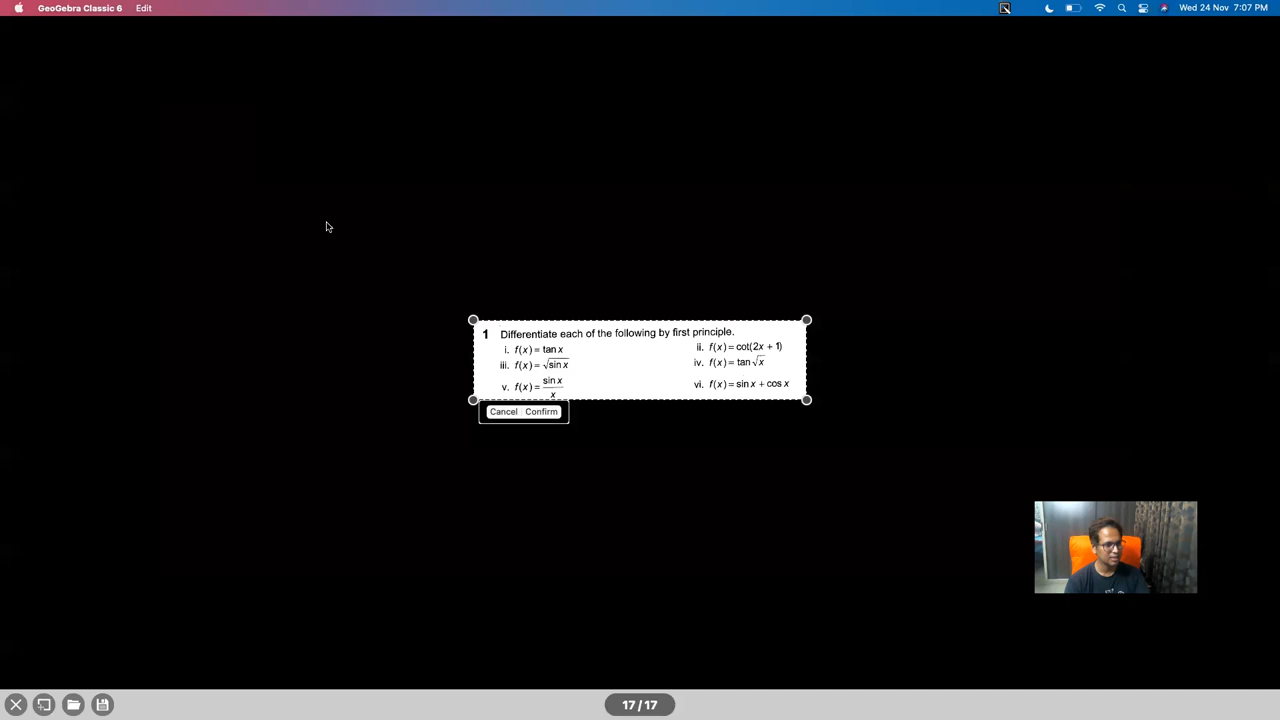 GeoGebra Classic 6 Edit Wed 24 Nov 7:07 PM
1 Differentiate each of the following by first principle.
i. f(x) = tan x ii. f(x) = cot(2x + 1)
iii. f(x) = √sin x iv. f(x) = tan √x
v. f(x) = sin x / x vi. f(x) = sin x + cos x
Cancel Confirm
17 / 17